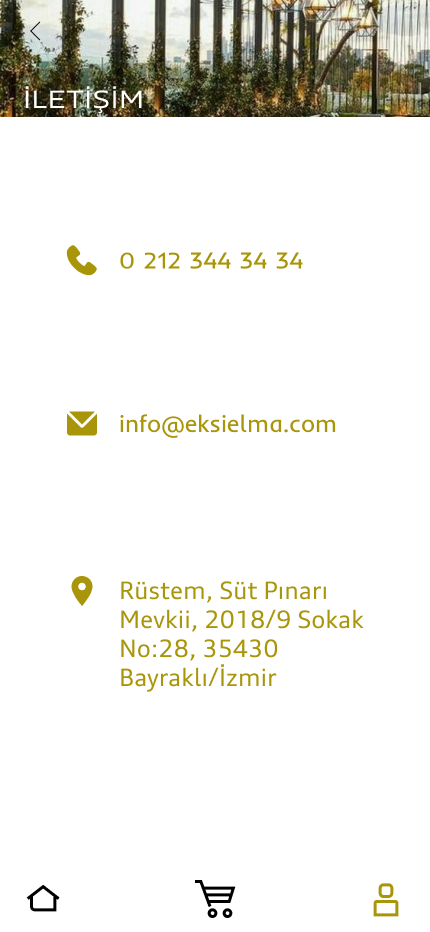 İLETİŞİM
0 212 344 34 34
info@eksielma.com
Rüstem, Süt Pınarı
Mevkii, 2018/9 Sokak
No:28, 35430
Bayraklı/İzmir